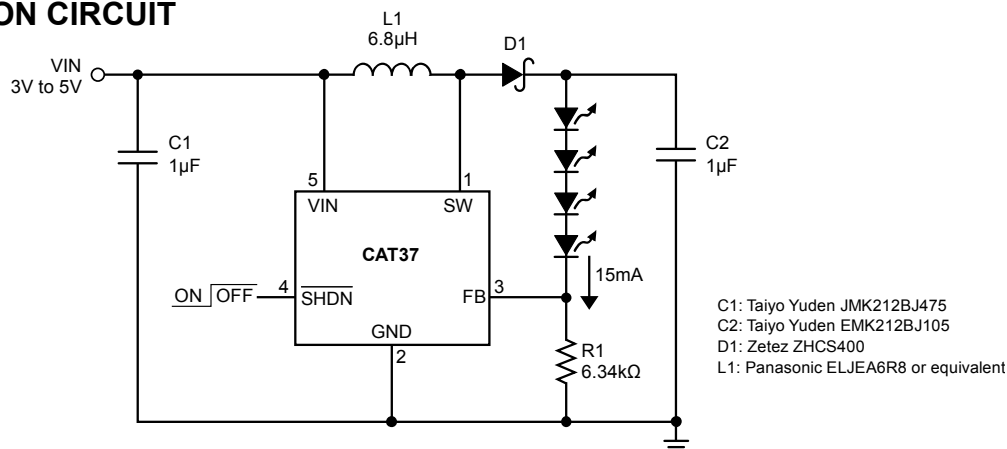 ON CIRCUIT
L1
6.8µH
D1
VIN
3V to 5V
C1
1µF
C2
1µF
5
1
VIN
SW
CAT37
15mA
ON OFF
4
SHDN
FB
3
GND
2
R1
6.34kΩ
C1: Taiyo Yuden JMK212BJ475
C2: Taiyo Yuden EMK212BJ105
D1: Zetez ZHCS400
L1: Panasonic ELJEA6R8 or equivalent